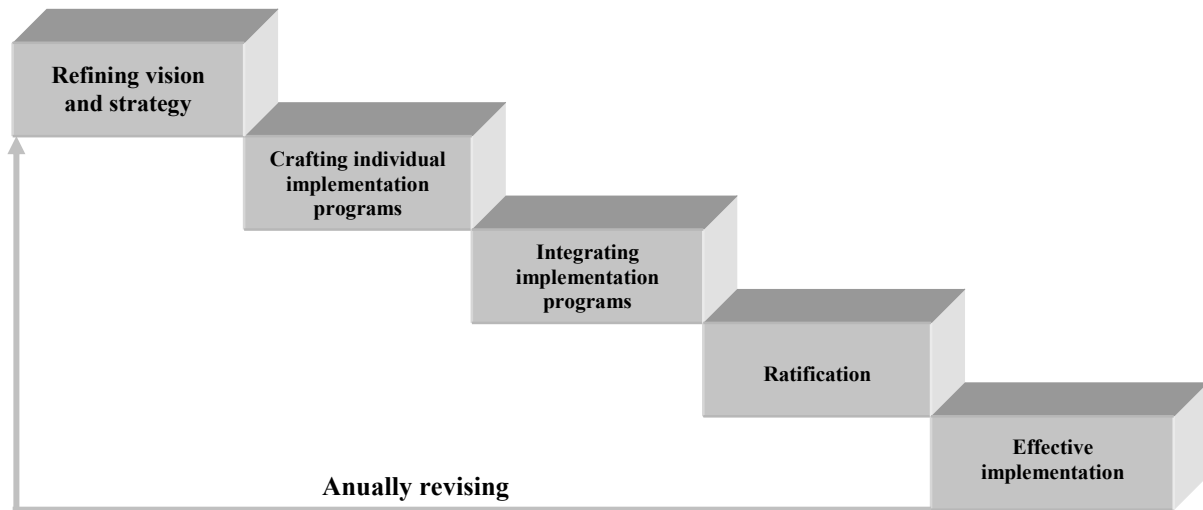 Refining vision
and strategy
Crafting individual
implementation
programs
Integrating
implementation
programs
Ratification
Effective
implementation
Anually revising